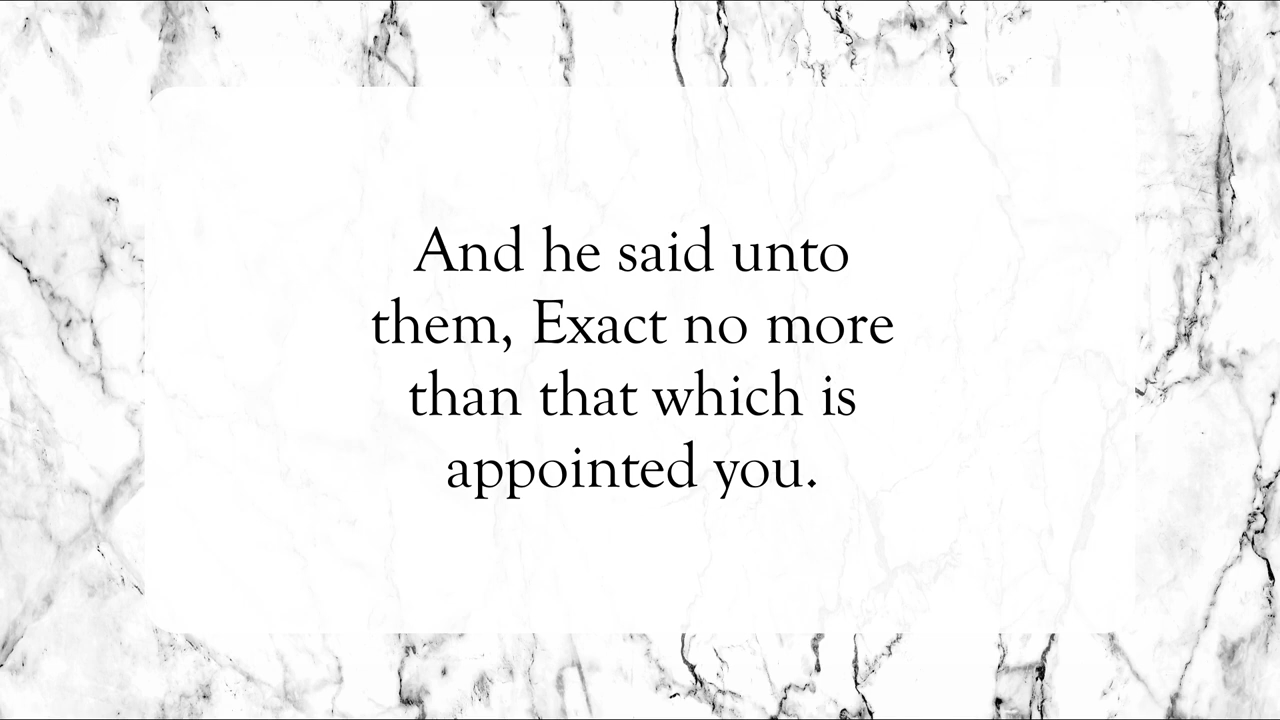 And he said unto
them, Exact no more
than that which is
appointed you.